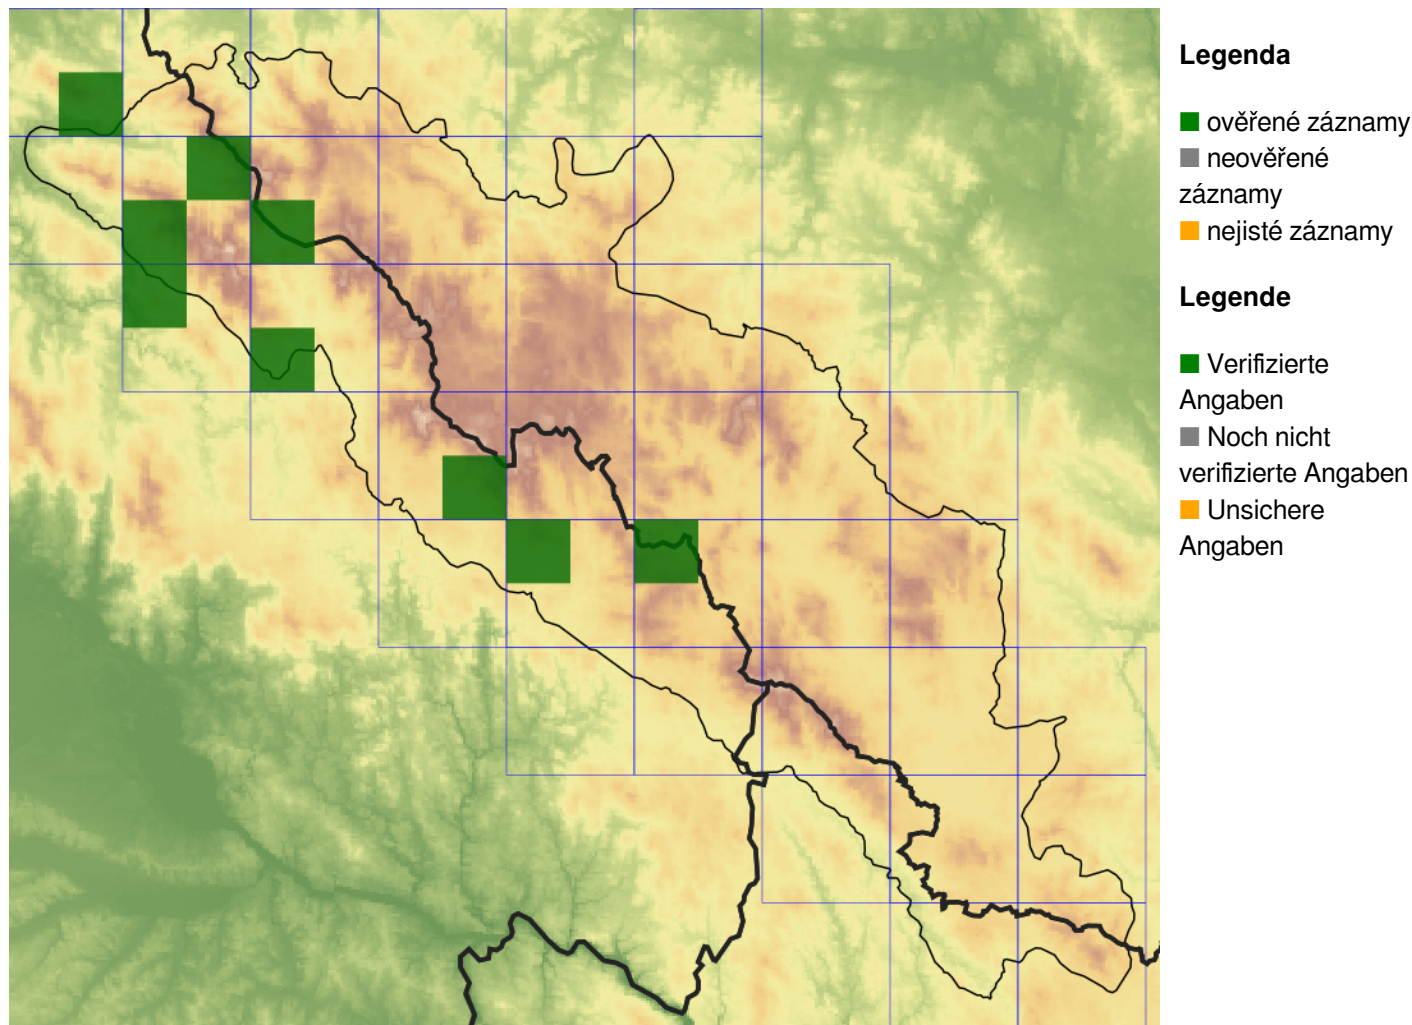 Legenda
ověřené záznamy
neověřené
záznamy
nejisté záznamy
Legende
Verifizierte
Angaben
Noch nicht
verifizierte Angaben
Unsichere
Angaben